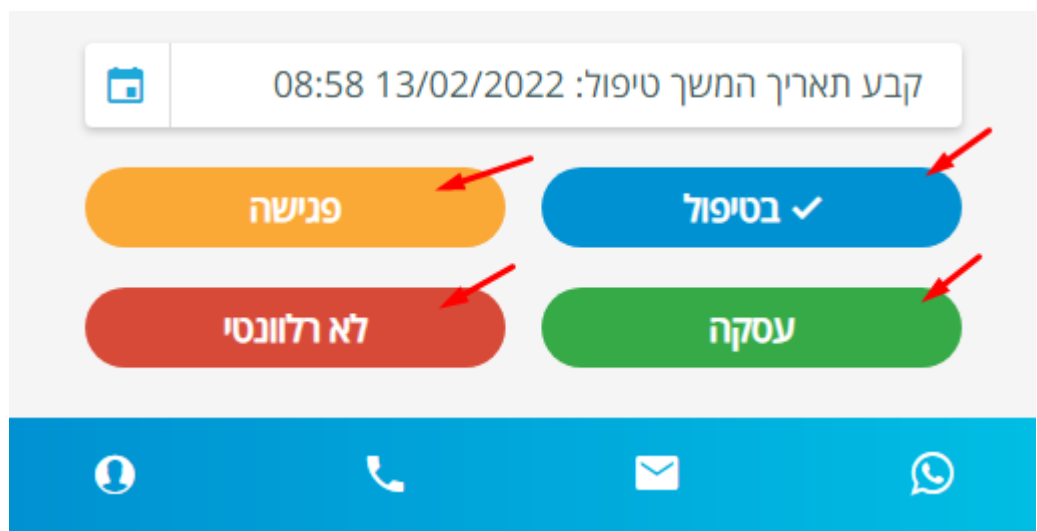 קבע תאריך המשך טיפול: 13/02/2022 08:58
בטיפול
פגישה
עסקה
לא רלוונטי